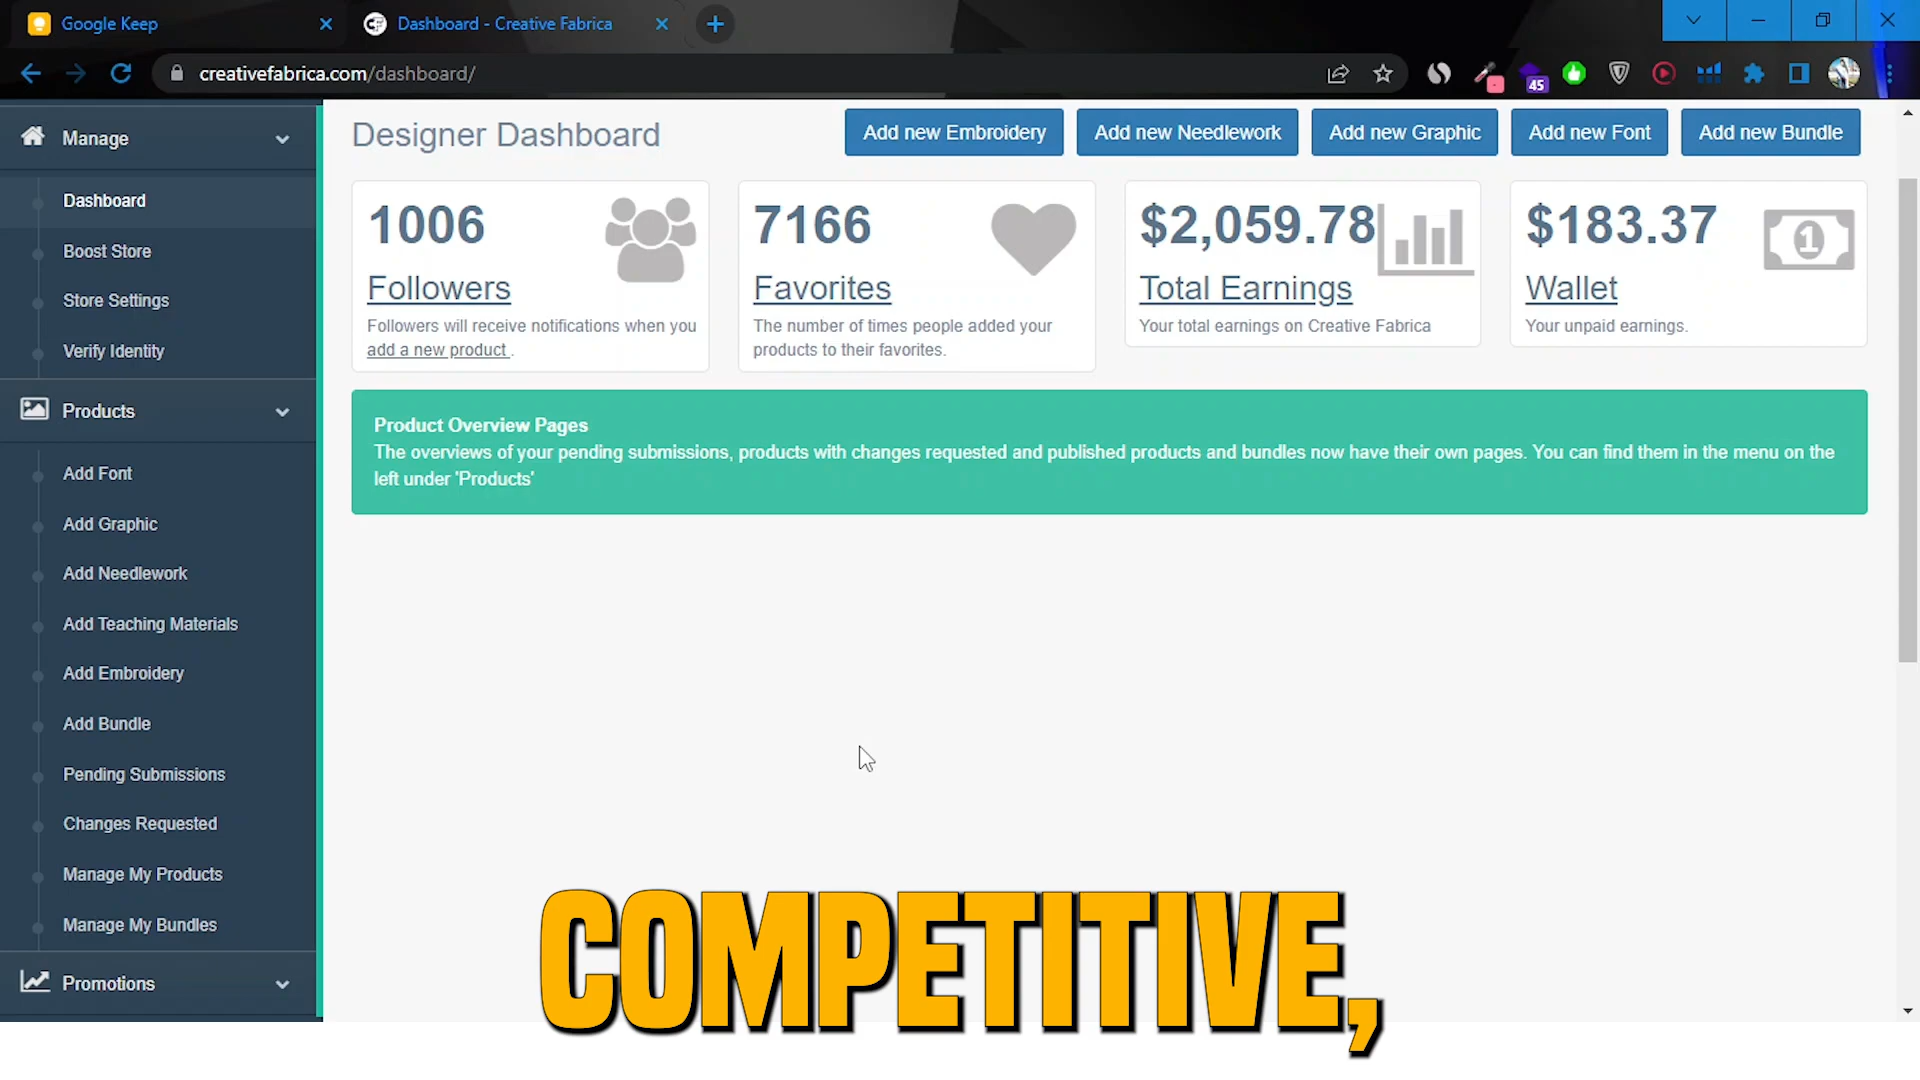 Google Keep
Dashboard - Creative Fabrica
creativefabrica.com/dashboard/
45
Manage
Dashboard
Boost Store
Store Settings
Verify Identity
Products
Add Font
Add Graphic
Add Needlework
Add Teaching Materials
Add Embroidery
Add Bundle
Pending Submissions
Changes Requested
Manage My Products
Manage My Bundles
Promotions
Designer Dashboard
Add new Embroidery
Add new Needlework
Add new Graphic
Add new Font
Add new Bundle
1006
Followers
Followers will receive notifications when you
add a new product .
7166
Favorites
The number of times people added your
products to their favorites.
$2,059.78
Total Earnings
Your total earnings on Creative Fabrica
$183.37
Wallet
Your unpaid earnings.
1
Product Overview Pages
The overviews of your pending submissions, products with changes requested and published products and bundles now have their own pages. You can find them in the menu on the
left under 'Products'
COMPETITIVE,